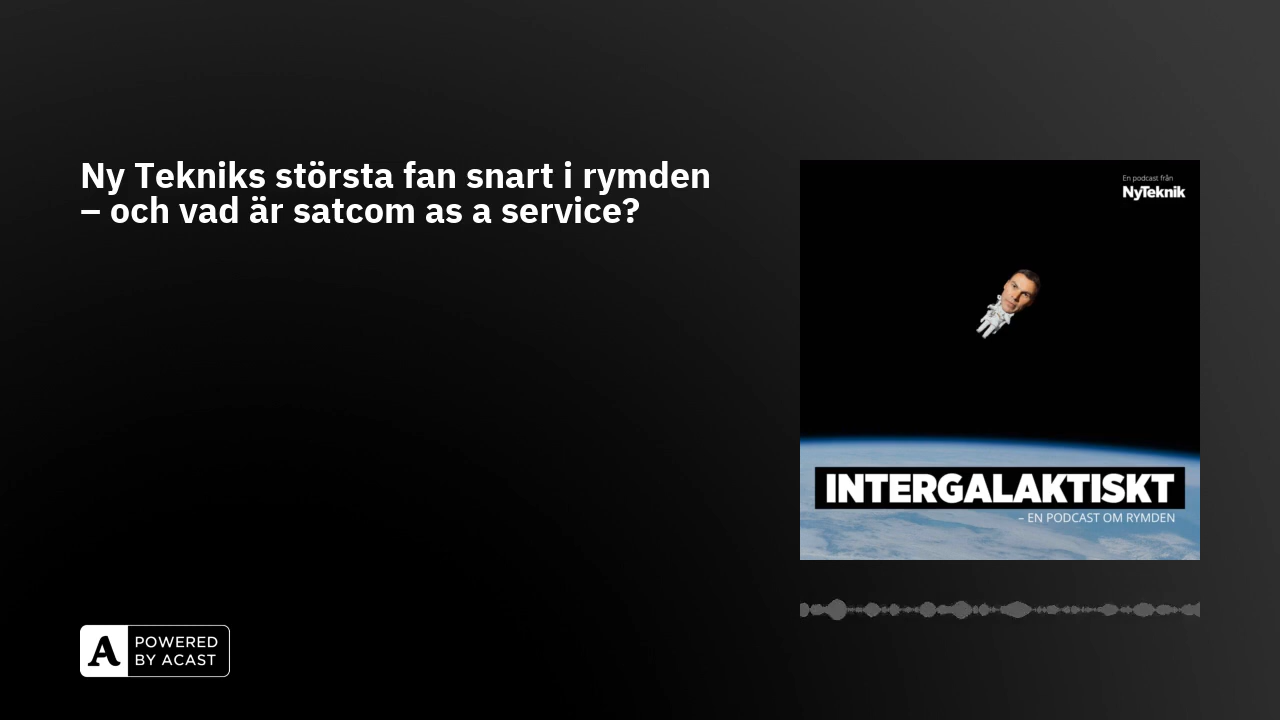 Ny Tekniks största fan snart i rymden
– och vad är satcom as a service?
En podcast från
NyTeknik
INTERGALAKTISKT
– EN PODCAST OM RYMDEN
A
POWERED
BY ACAST